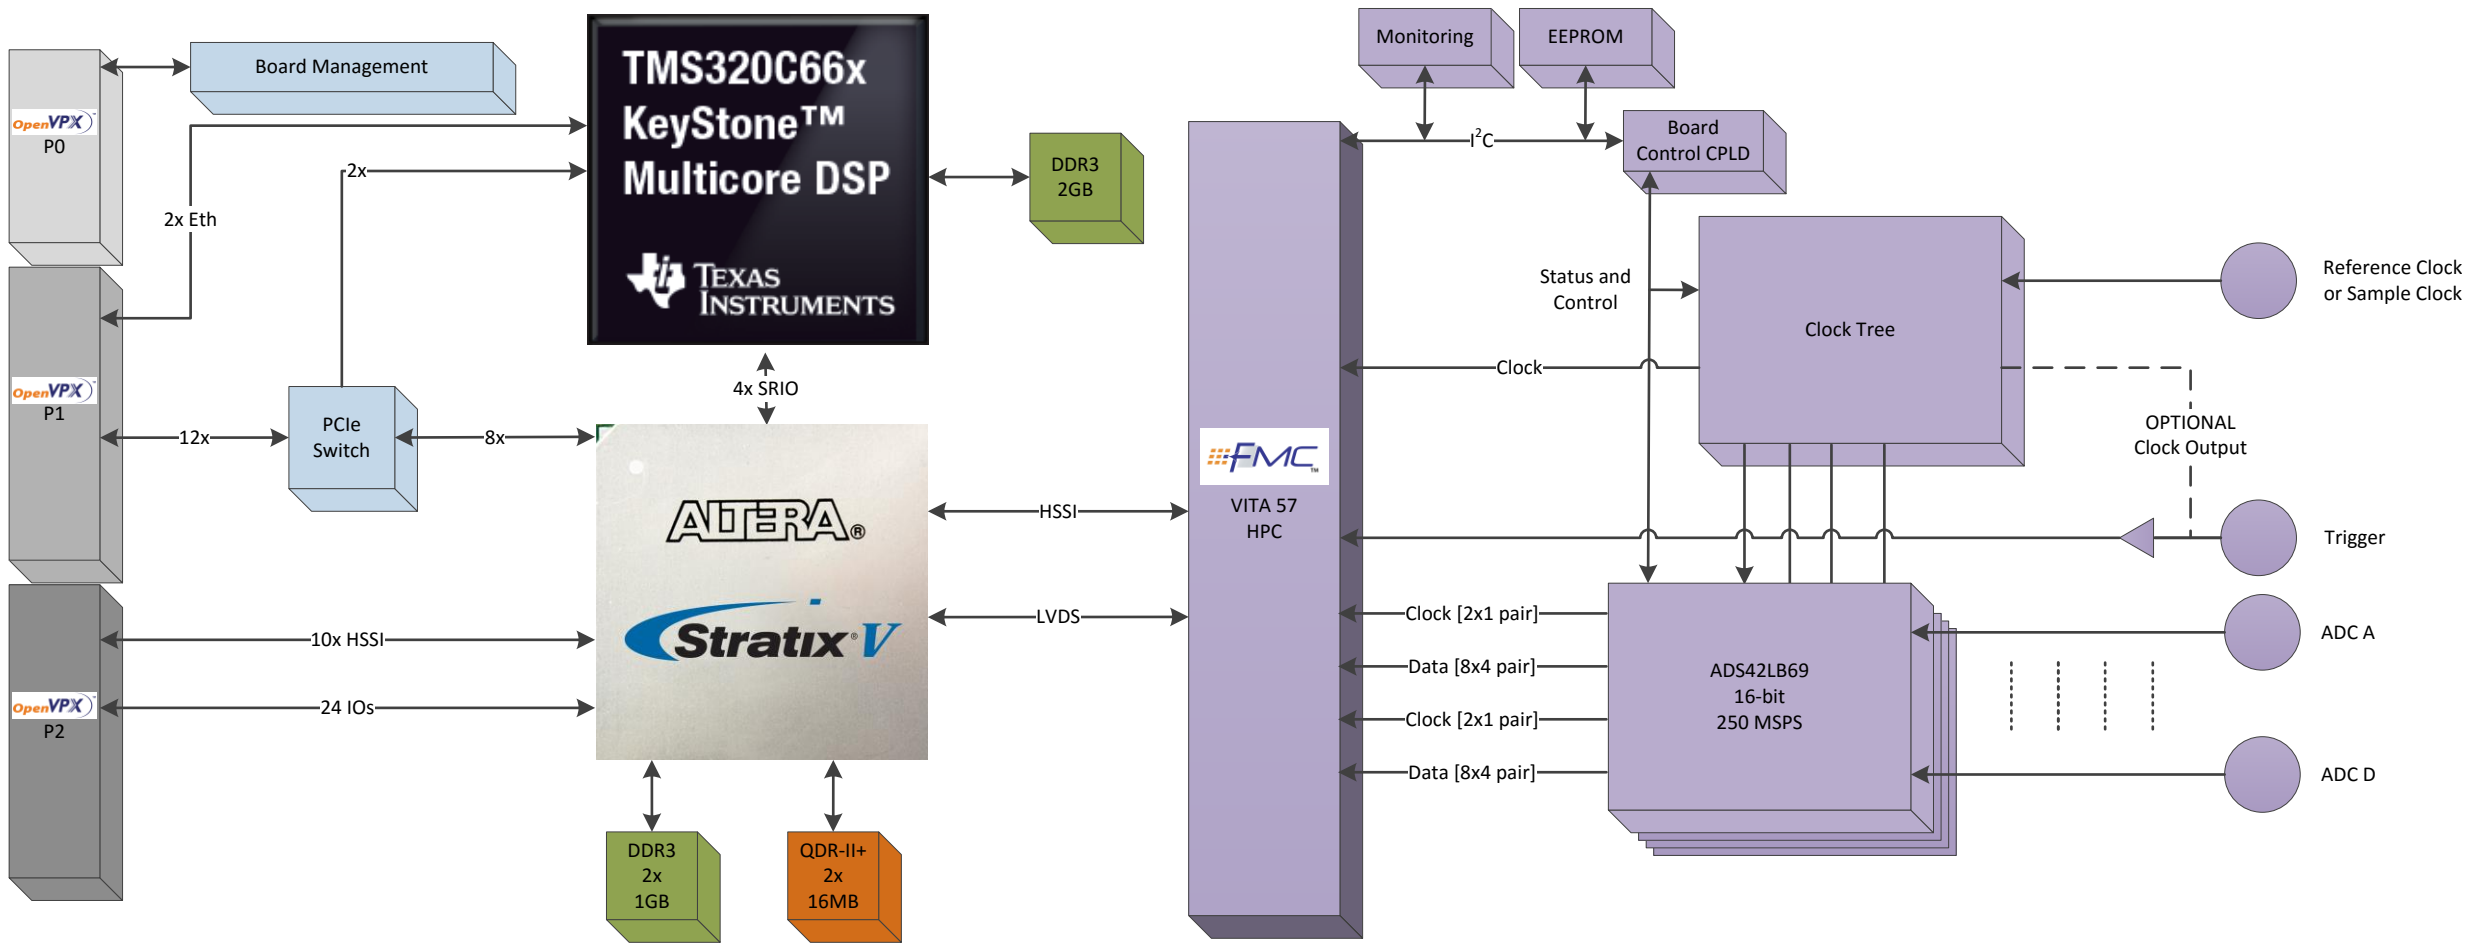 Board Management
OpenVPX™
P0
2x Eth
2x
TMS320C66x
KeyStone™
Multicore DSP
TEXAS
INSTRUMENTS
DDR3
2GB
OpenVPX™
P1
12x
PCIe
Switch
8x
4x SRIO
ALTERA®
Stratix® V
OpenVPX™
P2
10x HSSI
24 IOs
DDR3
2x
1GB
QDR-II+
2x
16MB
HSSI
LVDS
FMC™
VITA 57
HPC
Monitoring
EEPROM
I²C
Board
Control CPLD
Status and
Control
Clock Tree
Clock
Reference Clock
or Sample Clock
OPTIONAL
Clock Output
Trigger
Clock [2x1 pair]
Data [8x4 pair]
Clock [2x1 pair]
Data [8x4 pair]
ADS42LB69
16-bit
250 MSPS
ADC A
ADC D